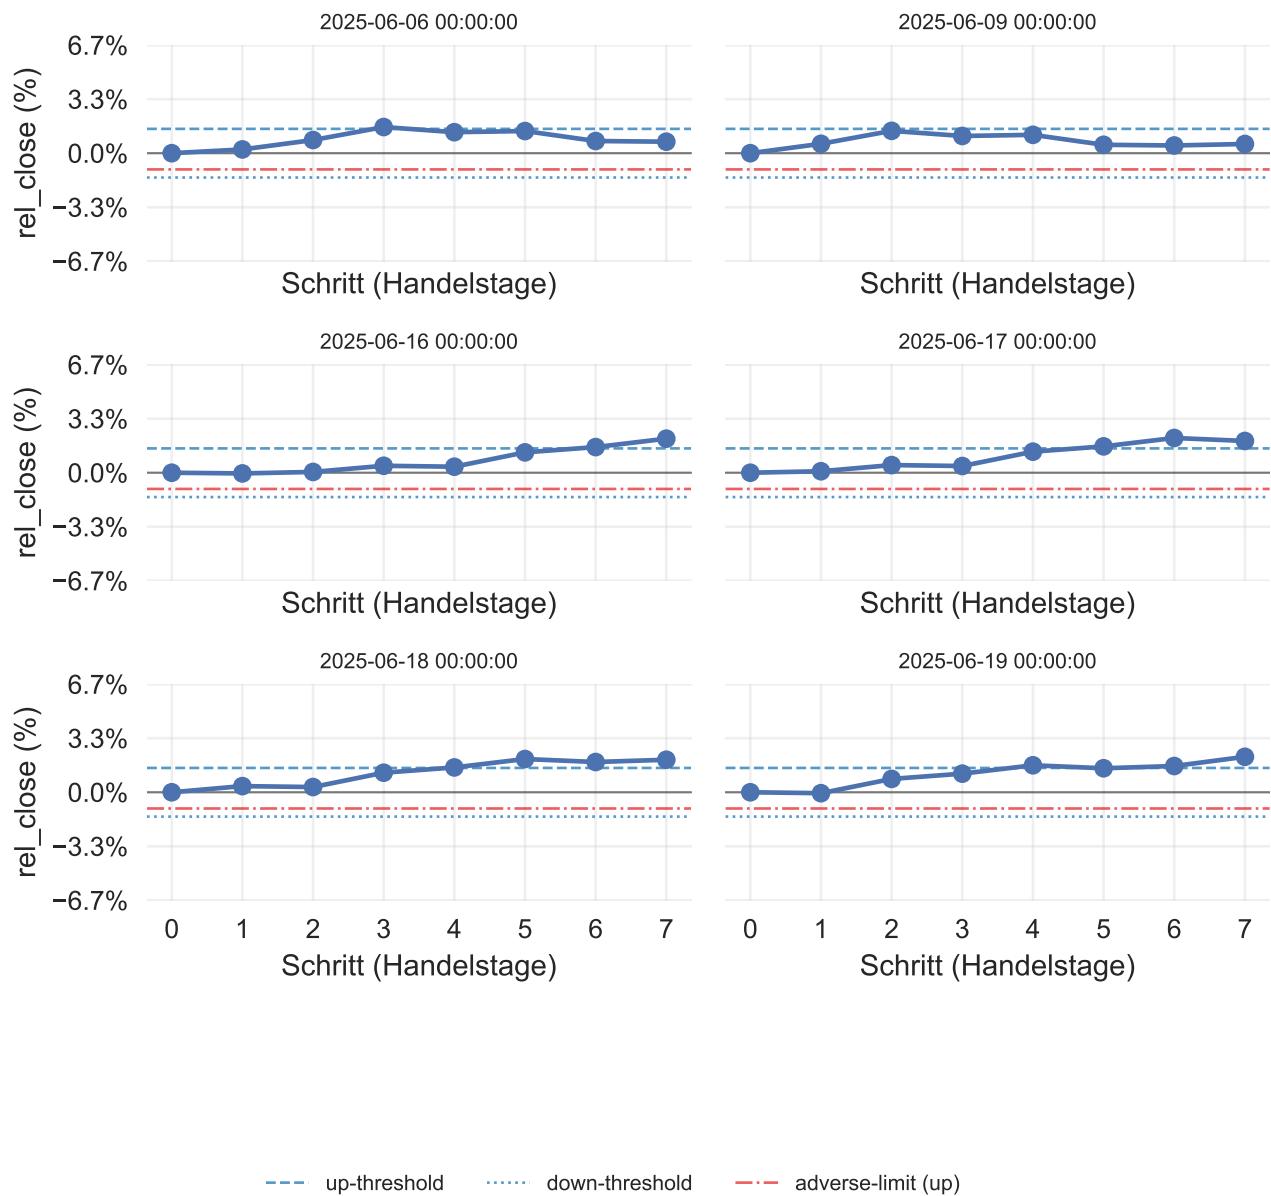 2025-06-06 00:00:00
2025-06-09 00:00:00
rel_close (%)
6.7%
3.3%
0.0%
−3.3%
−6.7%
Schritt (Handelstage)
Schritt (Handelstage)
2025-06-16 00:00:00
2025-06-17 00:00:00
rel_close (%)
6.7%
3.3%
0.0%
−3.3%
−6.7%
Schritt (Handelstage)
Schritt (Handelstage)
2025-06-18 00:00:00
2025-06-19 00:00:00
rel_close (%)
6.7%
3.3%
0.0%
−3.3%
−6.7%
0 1 2 3 4 5 6 7
0 1 2 3 4 5 6 7
Schritt (Handelstage)
Schritt (Handelstage)
up-threshold
down-threshold
adverse-limit (up)